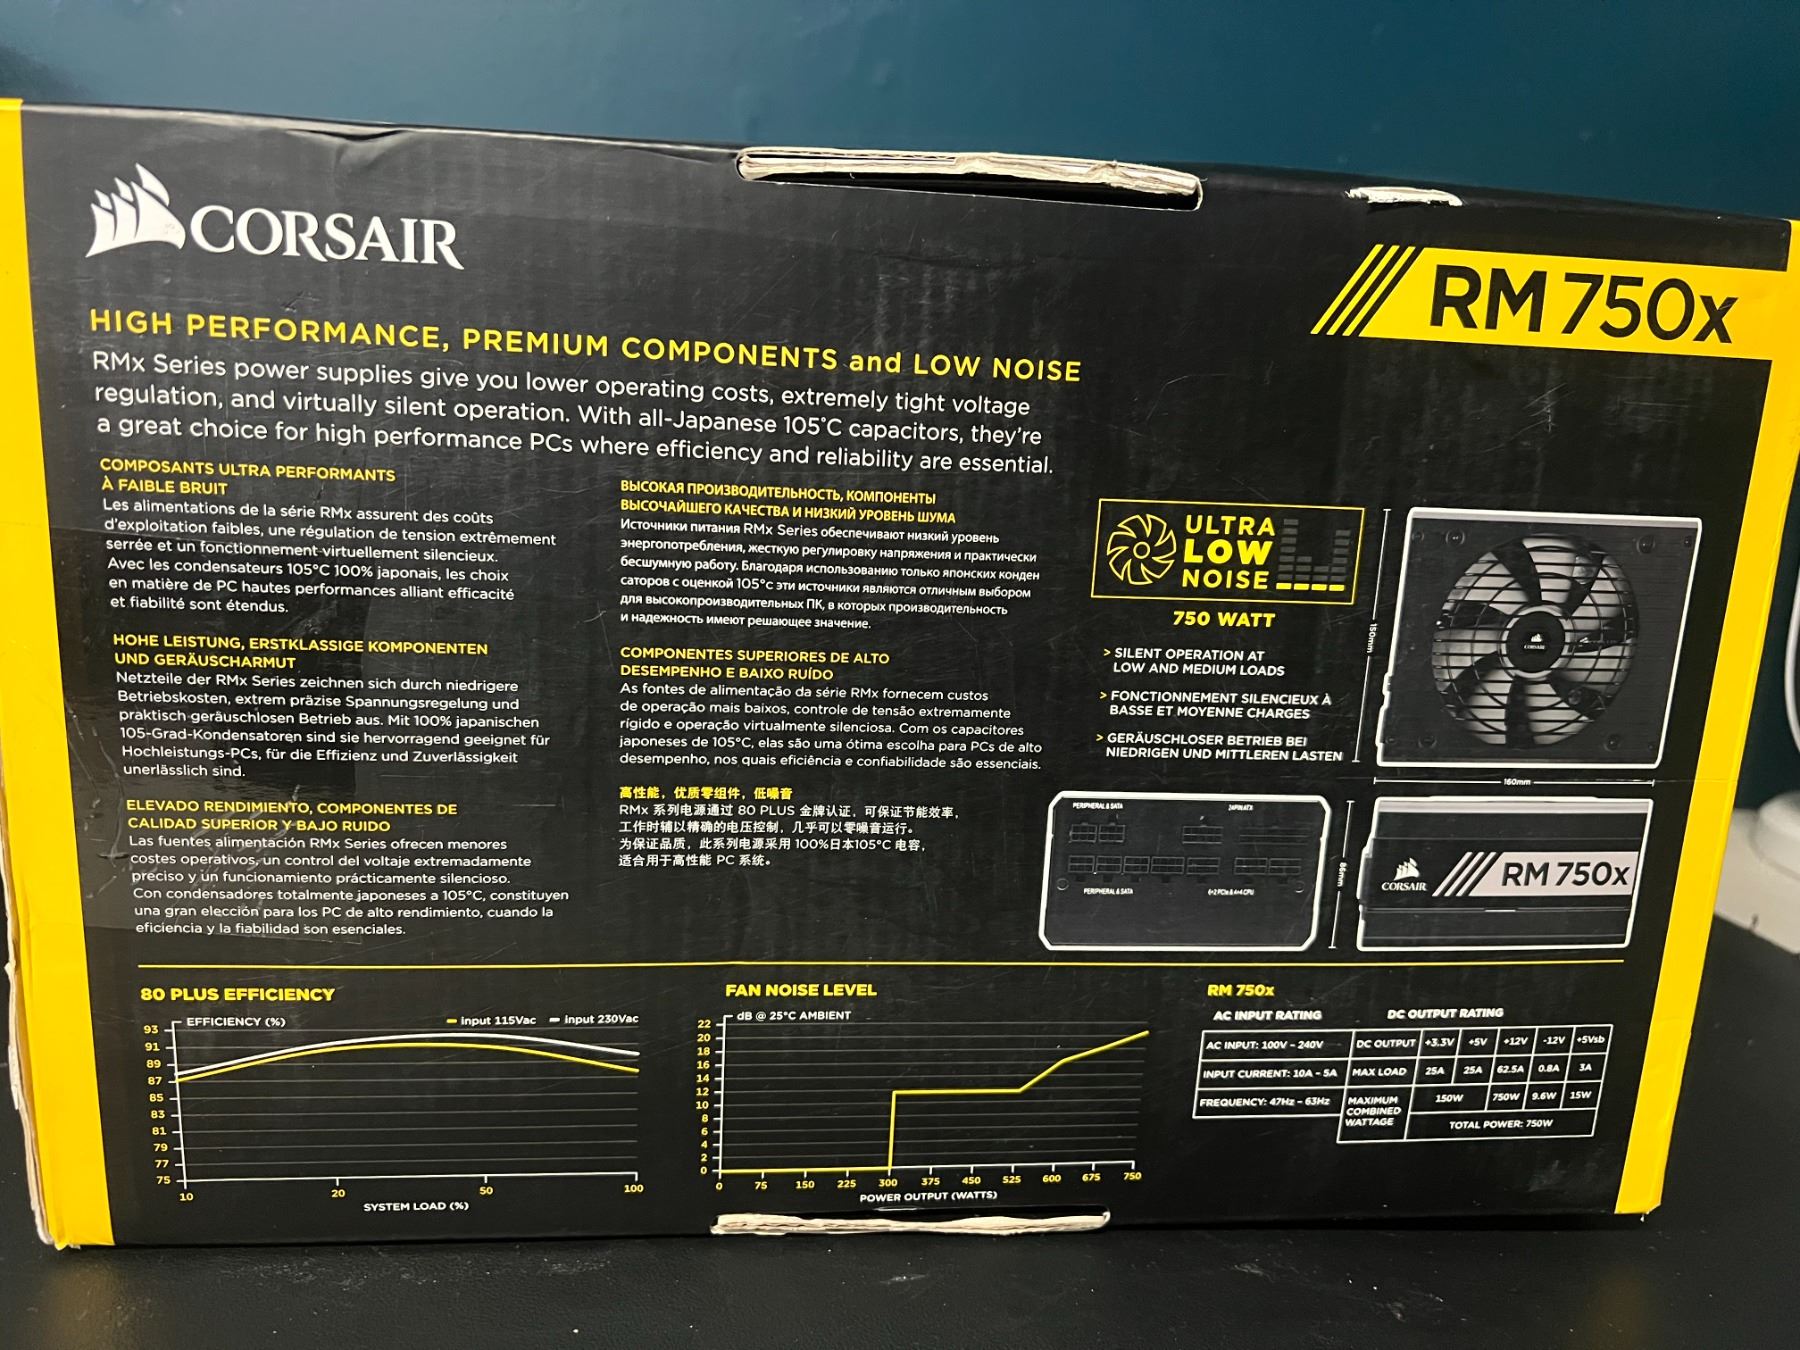 CORSAIR
RM750x
HIGH PERFORMANCE, PREMIUM COMPONENTS and LOW NOISE
RMx Series power supplies give you lower operating costs, extremely tight voltage
regulation, and virtually silent operation. With all-Japanese 105°C capacitors, they're
a great choice for high performance PCs where efficiency and reliability are essential.
COMPOSANTS ULTRA PERFORMANTS
À FAIBLE BRUIT
Les alimentations de la série RMx assurent des coûts
d'exploitation faibles, une régulation de tension extrêmement
serrée et un fonctionnement virtuellement silencieux.
Avec les condensateurs 105°C 100% japonais, les choix
en matière de PC hautes performances alliant efficacité
et fiabilité sont étendus.
HOHE LEISTUNG, ERSTKLASSIGE KOMPONENTEN
UND GERÄUSCHARMUT
Netzteile der RMx Series zeichnen sich durch niedrigere
Betriebskosten, extrem präzise Spannungsregelung und
praktisch geräuschlosen Betrieb aus. Mit 100% japanischen
105-Grad-Kondensatoren sind sie hervorragend geeignet für
Hochleistungs-PCs, für die Effizienz und Zuverlässigkeit
unerlässlich sind.
ELEVADO RENDIMIENTO, COMPONENTES DE
CALIDAD SUPERIOR Y BAJO RUIDO
Las fuentes alimentación RMx Series ofrecen menores
costes operativos, un control del voltaje extremadamente
preciso y un funcionamiento prácticamente silencioso.
Con condensadores totalmente japoneses a 105°C, constituyen
una gran elección para los PC de alto rendimiento, cuando la
eficiencia y la fiabilidad son esenciales.
ВЫСОКАЯ ПРОИЗВОДИТЕЛЬНОСТЬ, КОМПОНЕНТЫ
ВЫСОЧАЙШЕГО КАЧЕСТВА И НИЗКИЙ УРОВЕНЬ ШУМА
Источники питания RMx Series обеспечивают низкий уровень
энергопотребления, жесткую регулировку напряжения и практически
бесшумную работу. Благодаря использованию только японских конден
саторов с оценкой 105°C эти источники являются отличным выбором
для высокопроизводительных ПК, в которых производительность
и надежность имеют решающее значение.
COMPONENTES SUPERIORES DE ALTO
DESEMPENHO E BAIXO RUÍDO
As fontes de alimentação da série RMx fornecem custos
de operação mais baixos, controle de tensão extremamente
rígido e operação virtualmente silenciosa. Com os capacitores
japoneses de 105°C, elas são uma ótima escolha para PCs de alto
desempenho, nos quais eficiência e confiabilidade são essenciais.
高性能，优质零组件，低噪音
RMx 系列电源通过 80 PLUS 金牌认证，可保证节能效率，
工作时辅以精确的电压控制，几乎可以零噪音运行。
为保证品质，此系列电源采用 100%日本105°C 电容，
适合用于高性能 PC 系统。
ULTRA
LOW
NOISE
750 WATT
> SILENT OPERATION AT
LOW AND MEDIUM LOADS
> FONCTIONNEMENT SILENCIEUX À
BASSE ET MOYENNE CHARGES
> GERÄUSCHLOSER BETRIEB BEI
NIEDRIGEN UND MITTLEREN LASTEN
150mm
CORSAIR
160mm
PERIPHERAL & SATA
24PIN ATX
PERIPHERAL & SATA
6+2 PCIe & 4+4 CPU
86mm
CORSAIR
RM750x
80 PLUS EFFICIENCY
EFFICIENCY (%)
input 115Vac input 230Vac
93
91
89
87
85
83
81
79
77
75
10 20 50 100
SYSTEM LOAD (%)
FAN NOISE LEVEL
dB @ 25°C AMBIENT
22
20
18
16
14
12
10
8
6
4
2
0
0 75 150 225 300 375 450 525 600 675 750
POWER OUTPUT (WATTS)
RM750x
AC INPUT RATING DC OUTPUT RATING
AC INPUT: 100V - 240V DC OUTPUT +3.3V +5V +12V -12V +5Vsb
INPUT CURRENT: 10A - 5A MAX LOAD 25A 25A 62.5A 0.8A 3A
FREQUENCY: 47Hz - 63Hz MAXIMUM COMBINED WATTAGE 150W 750W 9.6W 15W
TOTAL POWER: 750W